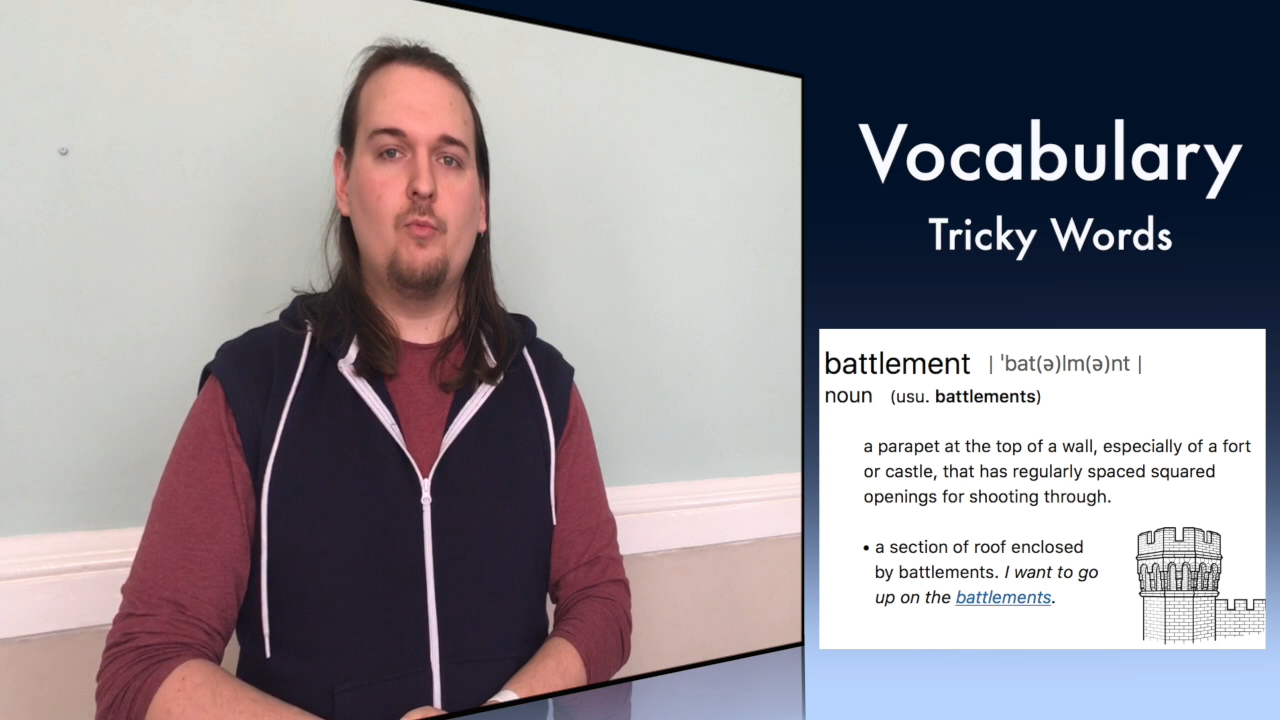 Vocabulary
Tricky Words
battlement | ˈbat(ə)lm(ə)nt |
noun (usu. battlements)
a parapet at the top of a wall, especially of a fort
or castle, that has regularly spaced squared
openings for shooting through.
• a section of roof enclosed
by battlements. I want to go
up on the battlements.